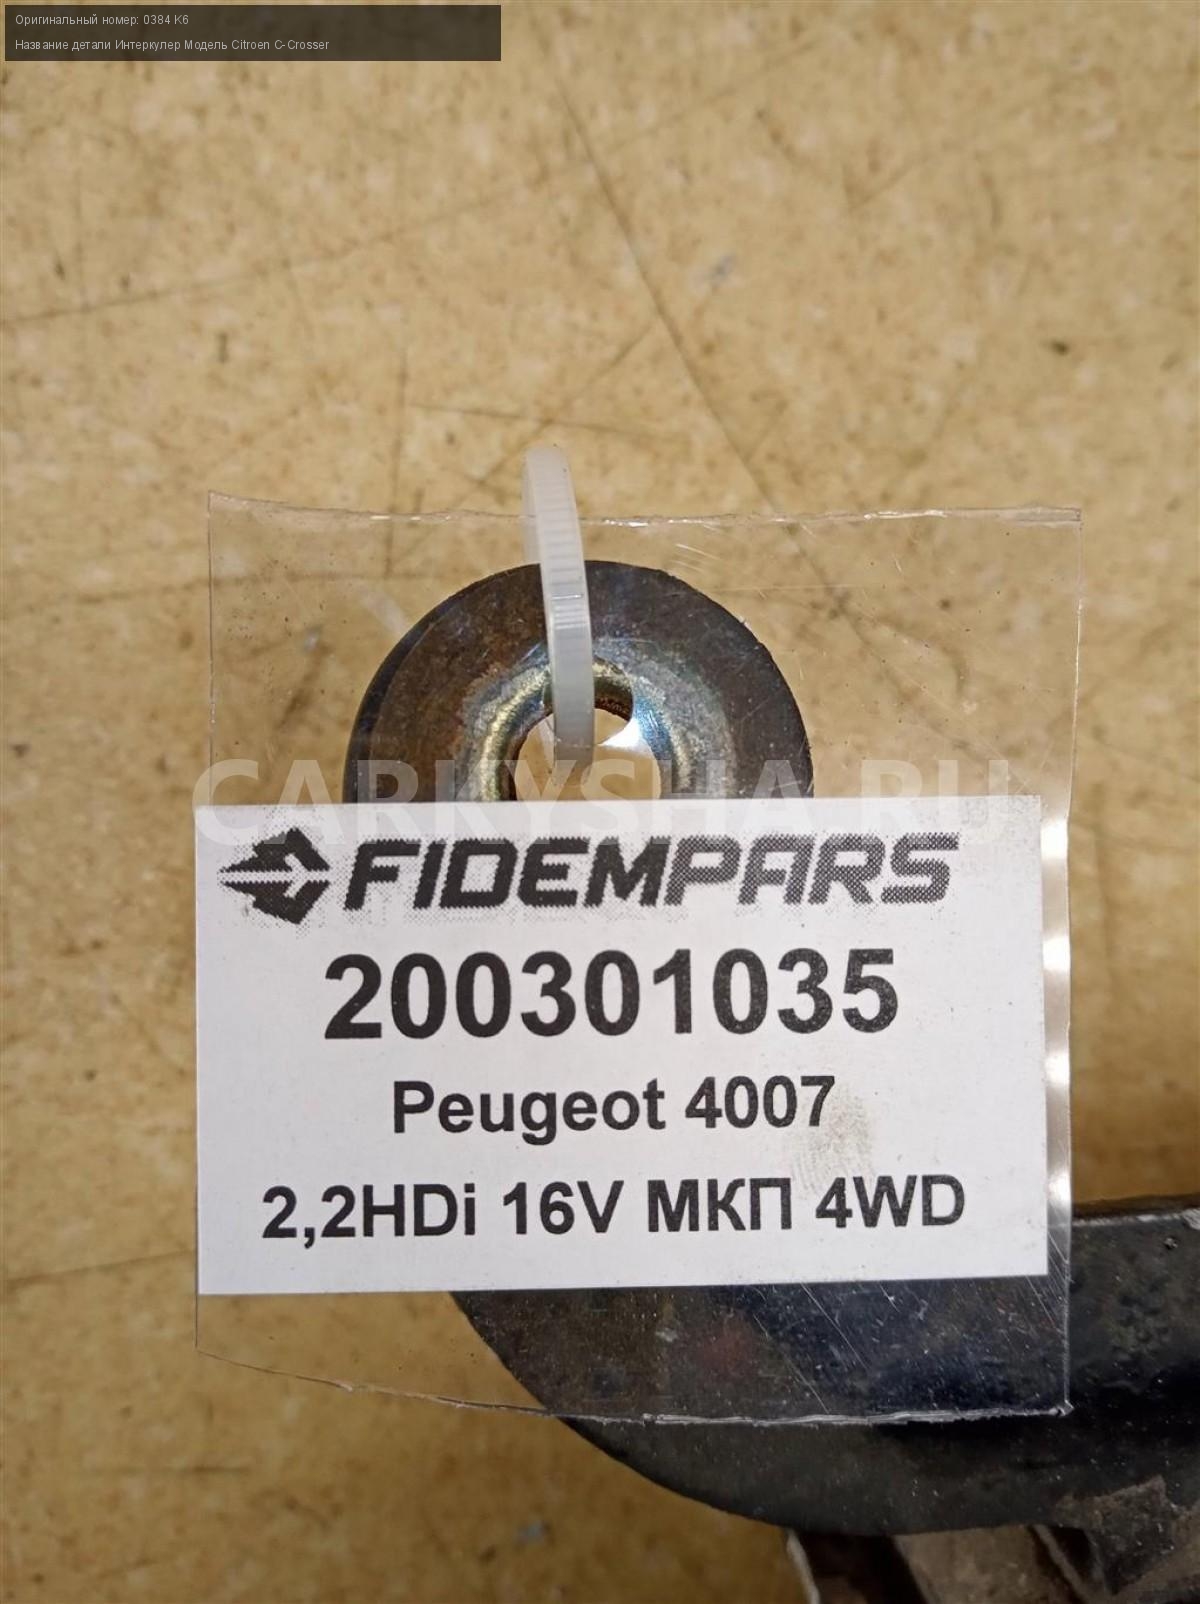 Оригинальный номер: 0384 K6
Название детали Интеркулер Модель Citroen C-Crosser
CARKYSHA.RU
FIDEMPARS
200301035
Peugeot 4007
2,2HDi 16V МКП 4WD